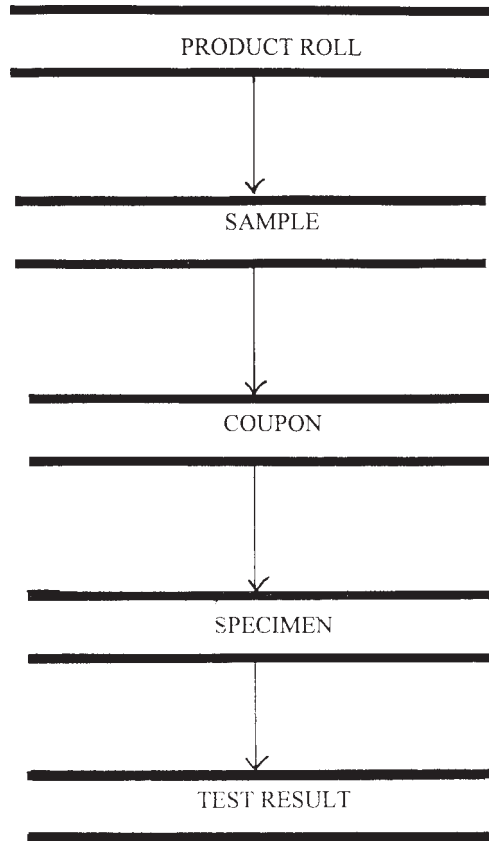 PRODUCT ROLL
SAMPLE
COUPON
SPECIMEN
TEST RESULT